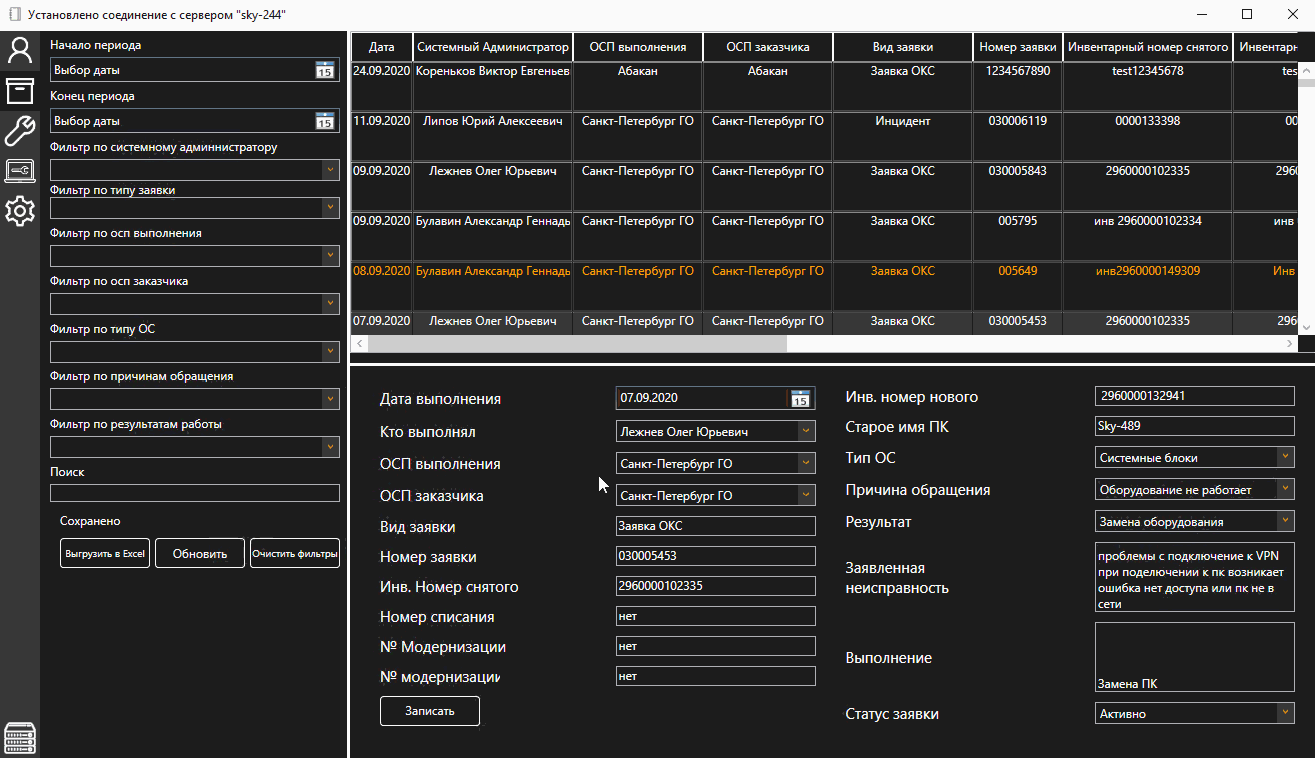 Установлено соединение с сервером "sky-244"
Начало периода
Выбор даты
15
Конец периода
Выбор даты
15
Фильтр по системному админнистратору
Фильтр по типу заявки
Фильтр по осп выполнения
Фильтр по осп заказчика
Фильтр по типу ОС
Фильтр по причинам обращения
Фильтр по результатам работы
Поиск
Сохранено
Выгрузить в Excel Обновить Очистить фильтры
Дата Системный Администратор ОСП выполнения ОСП заказчика Вид заявки Номер заявки Инвентарный номер снятого Инвентарн
24.09.2020 Кореньков Виктор Евгеньев Абакан Абакан Заявка ОКС 1234567890 test12345678 tes
11.09.2020 Липов Юрий Алексеевич Санкт-Петербург ГО Санкт-Петербург ГО Инцидент 030006119 0000133398 00
09.09.2020 Лежнев Олег Юрьевич Санкт-Петербург ГО Санкт-Петербург ГО Заявка ОКС 030005843 2960000102335 296
09.09.2020 Булавин Александр Геннадь Санкт-Петербург ГО Санкт-Петербург ГО Заявка ОКС 005795 инв 2960000102334 инв
08.09.2020 Булавин Александр Геннадь Санкт-Петербург ГО Санкт-Петербург ГО Заявка ОКС 005649 инв2960000149309 Инв
07.09.2020 Лежнев Олег Юрьевич Санкт-Петербург ГО Санкт-Петербург ГО Заявка ОКС 030005453 2960000102335 296
Дата выполнения 07.09.2020 15
Кто выполнял Лежнев Олег Юрьевич
ОСП выполнения Санкт-Петербург ГО
ОСП заказчика Санкт-Петербург ГО
Вид заявки Заявка ОКС
Номер заявки 030005453
Инв. Номер снятого 2960000102335
Номер списания нет
№ Модернизации нет
№ модернизации нет
Записать
Инв. номер нового 2960000132941
Старое имя ПК Sky-489
Тип ОС Системные блоки
Причина обращения Оборудование не работает
Результат Замена оборудования
Заявленная
неисправность
проблемы с подключение к VPN
при поделючении к пк возникает
ошибка нет доступа или пк не в
сети
Выполнение
Замена ПК
Статус заявки Активно